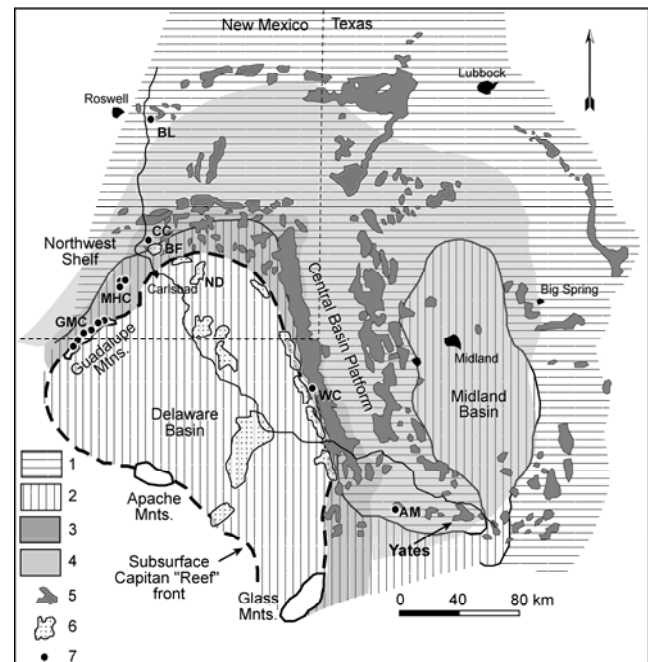 New Mexico
Texas
Lubbock
Roswell
BL
CC
BF
Northwest
Shelf
Carlsbad
ND
MHC
GMC
Guadalupe
Mtns.
Central Basin Platform
Big Spring
Midland
Midland
Basin
WC
Delaware
Basin
Apache
Mnts.
AM
Yates
Subsurface
Capitan "Reef"
front
Glass
Mnts.
1
2
3
4
5
6
7
0 40 80 km